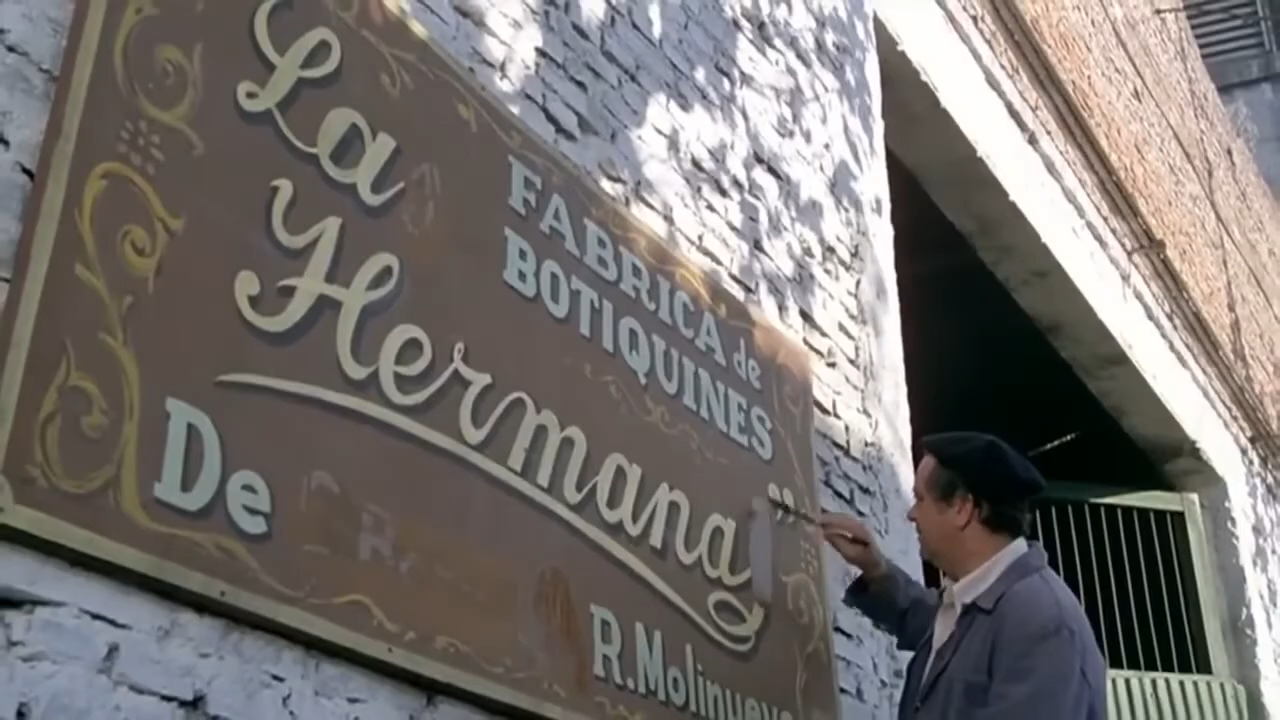 La
FABRICA de
BOTIQUINES
Hermana”
De
R. Molinuevo